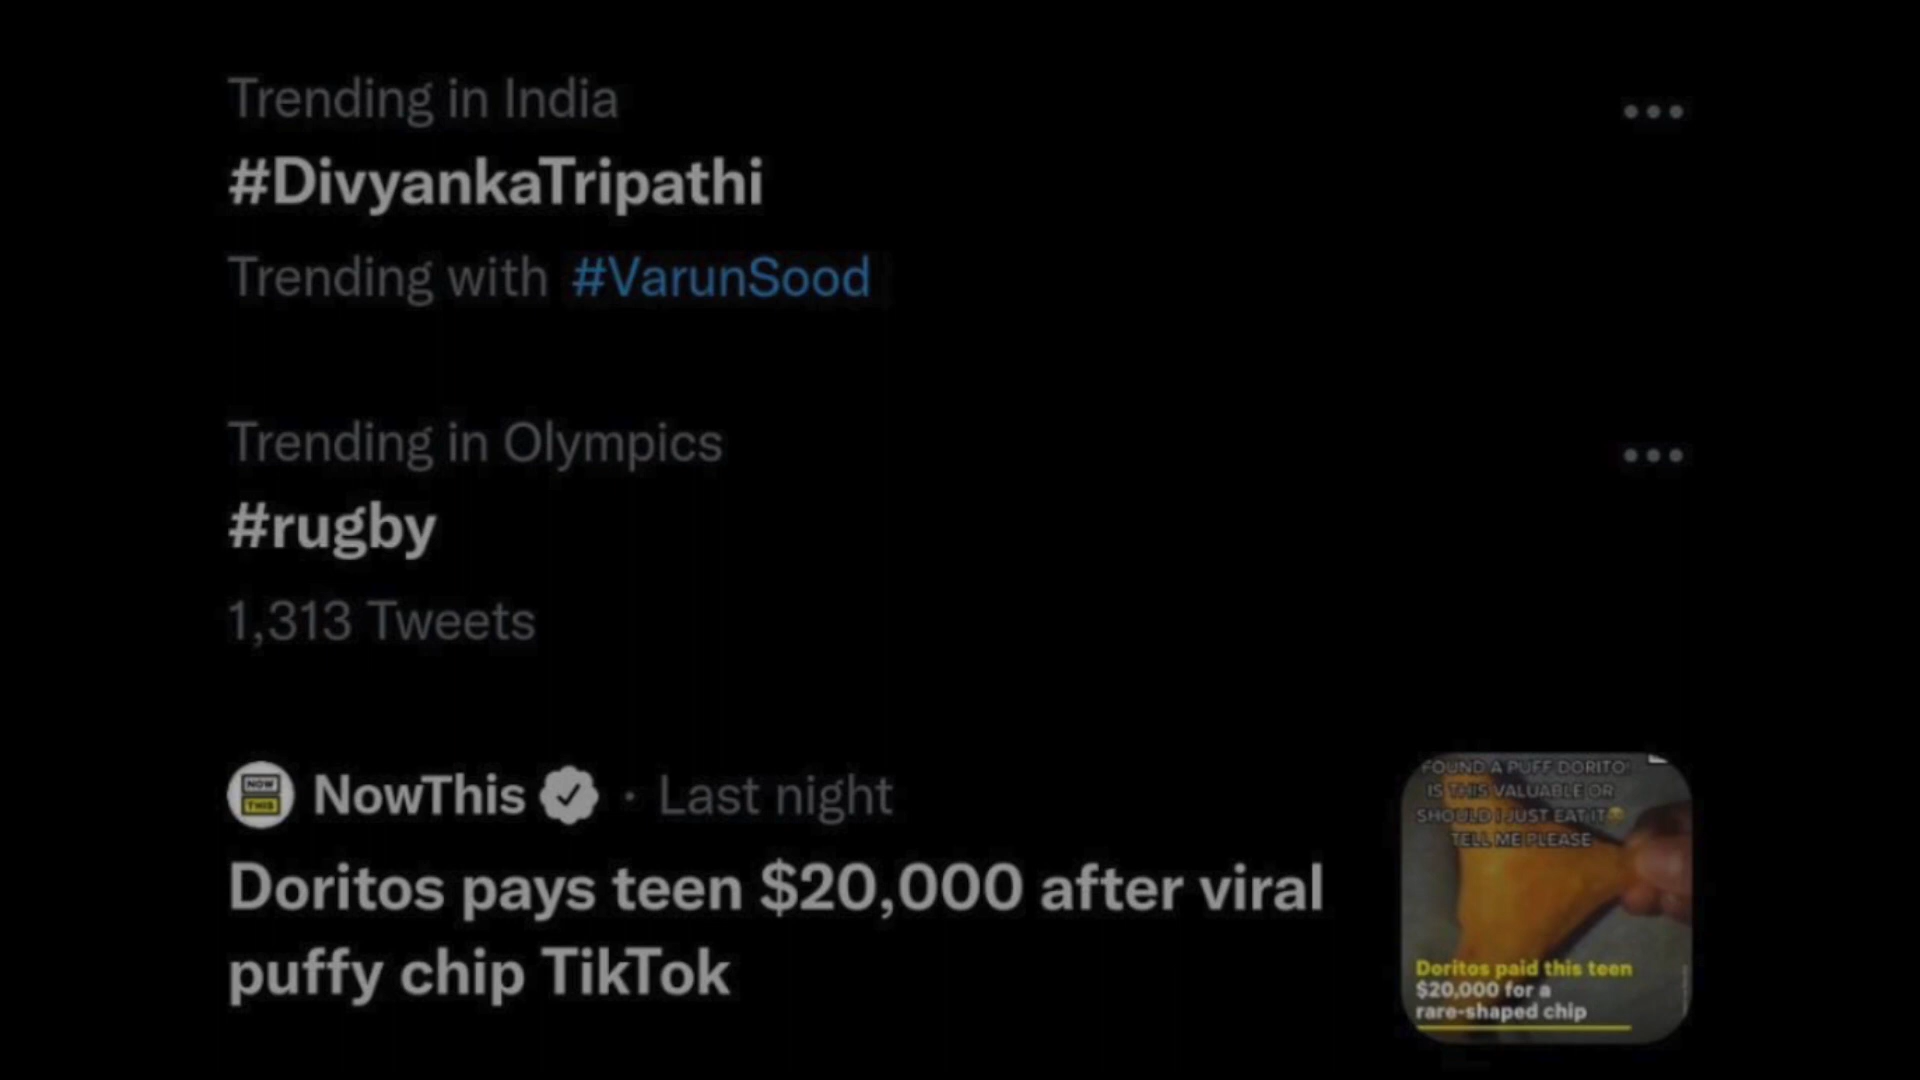 Trending in India
#DivyankaTripathi
Trending with #VarunSood
Trending in Olympics
#rugby
1,313 Tweets
NOW
THIS
NowThis · Last night
Doritos pays teen $20,000 after viral
puffy chip TikTok
FOUND A PUFF DORITO
IS THIS VALUABLE OR
SHOULD I JUST EAT IT😂
TELL ME PLEASE
Doritos paid this teen
$20,000 for a
rare-shaped chip